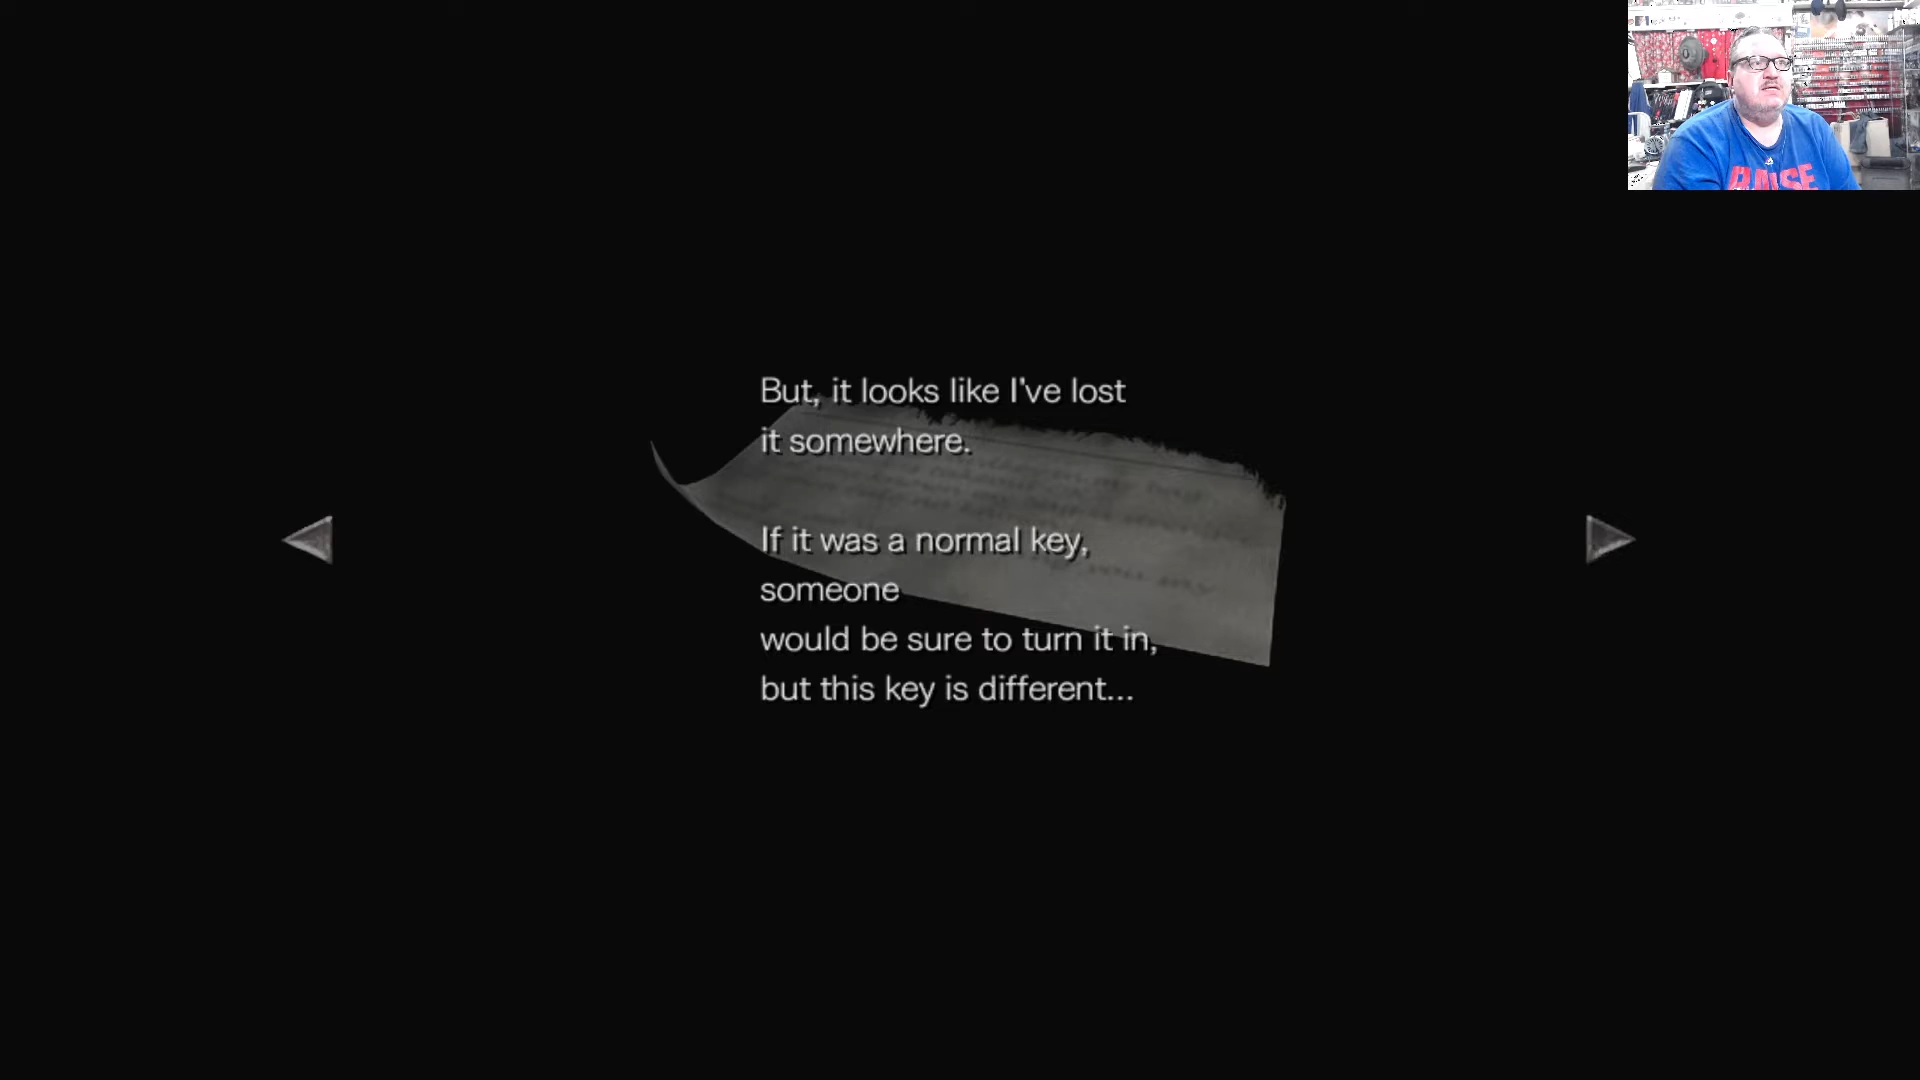 But, it looks like I've lost
it somewhere.
If it was a normal key,
someone
would be sure to turn it in,
but this key is different...